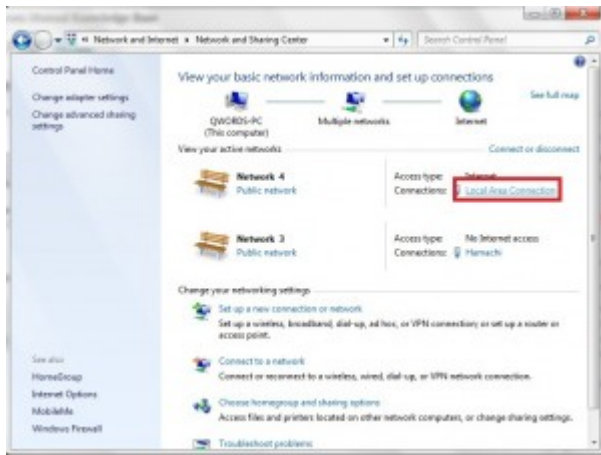 Network and Internet
Network and Sharing Center
Search Control Panel
Control Panel Home
Change adapter settings
Change advanced sharing
settings
View your basic network information and set up connections
See full map
QWORDS-PC
(This computer)
Multiple networks
Internet
View your active networks
Connect or disconnect
Network 4
Public network
Access type:
Internet
Connections:
Local Area Connection
Network 3
Public network
Access type:
No Internet access
Connections:
Hamachi
Change your networking settings
Set up a new connection or network
Set up a wireless, broadband, dial-up, ad hoc, or VPN connection; or set up a router or
access point.
Connect to a network
Connect or reconnect to a wireless, wired, dial-up, or VPN network connection.
Choose homegroup and sharing options
Access files and printers located on other network computers, or change sharing settings.
Troubleshoot problems
See also
HomeGroup
Internet Options
MobileMe
Windows Firewall